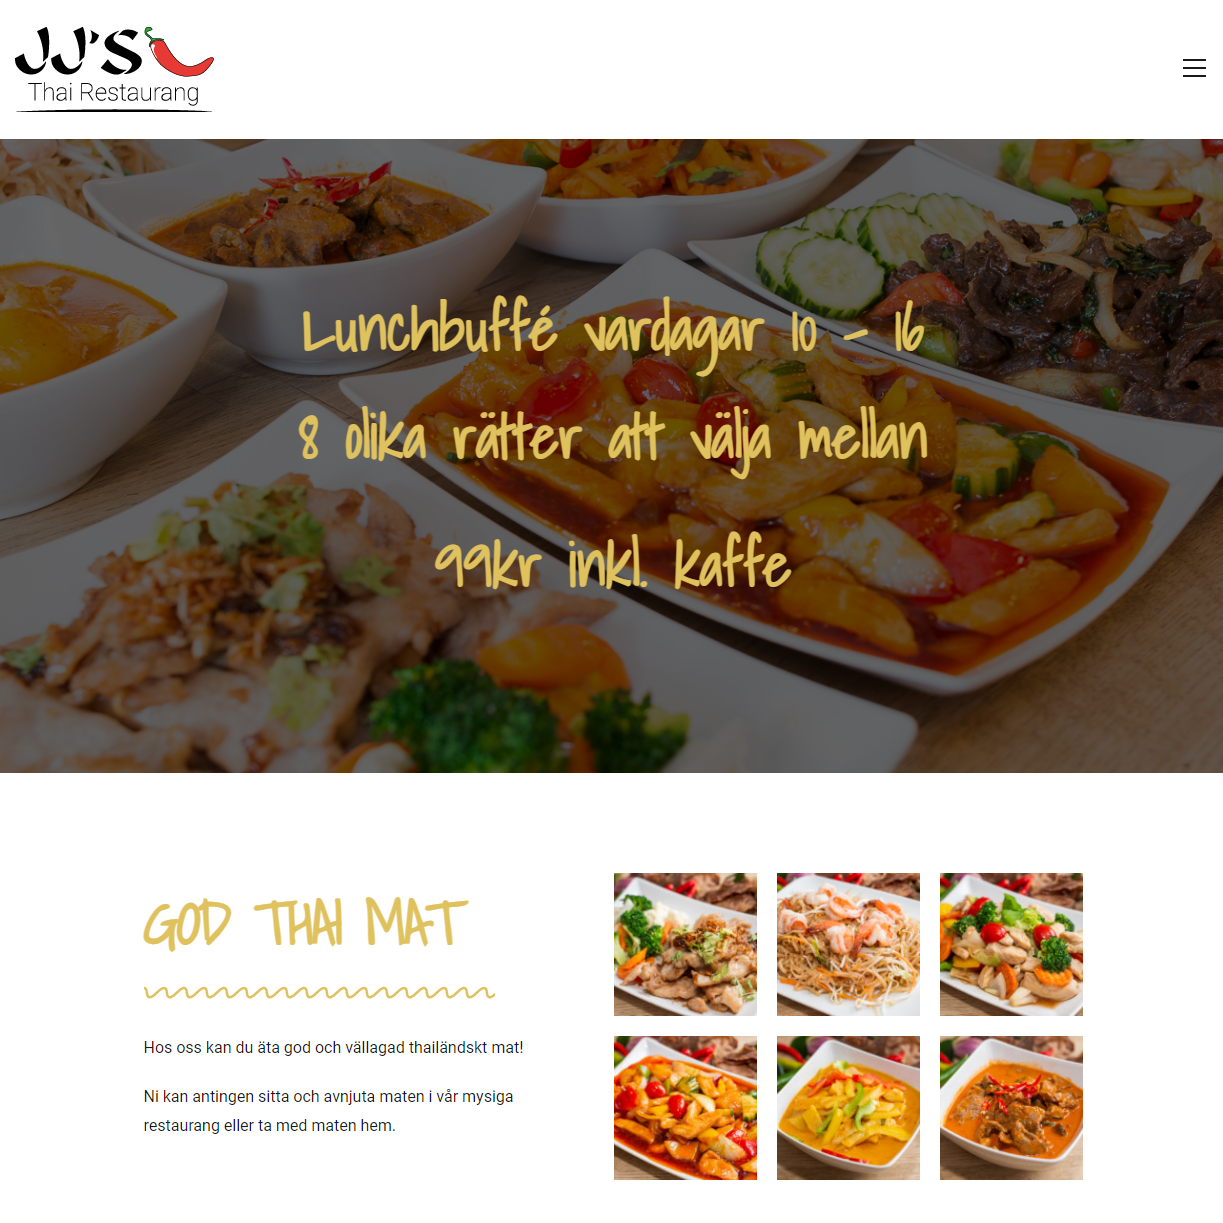 JJ'S
Thai Restaurang
Lunchbuffé vardagar 10 - 16
8 olika rätter att välja mellan
99kr inkl. kaffe
GOD THAI MAT
Hos oss kan du äta god och vällagad thailändskt mat!
Ni kan antingen sitta och avnjuta maten i vår mysiga
restaurang eller ta med maten hem.